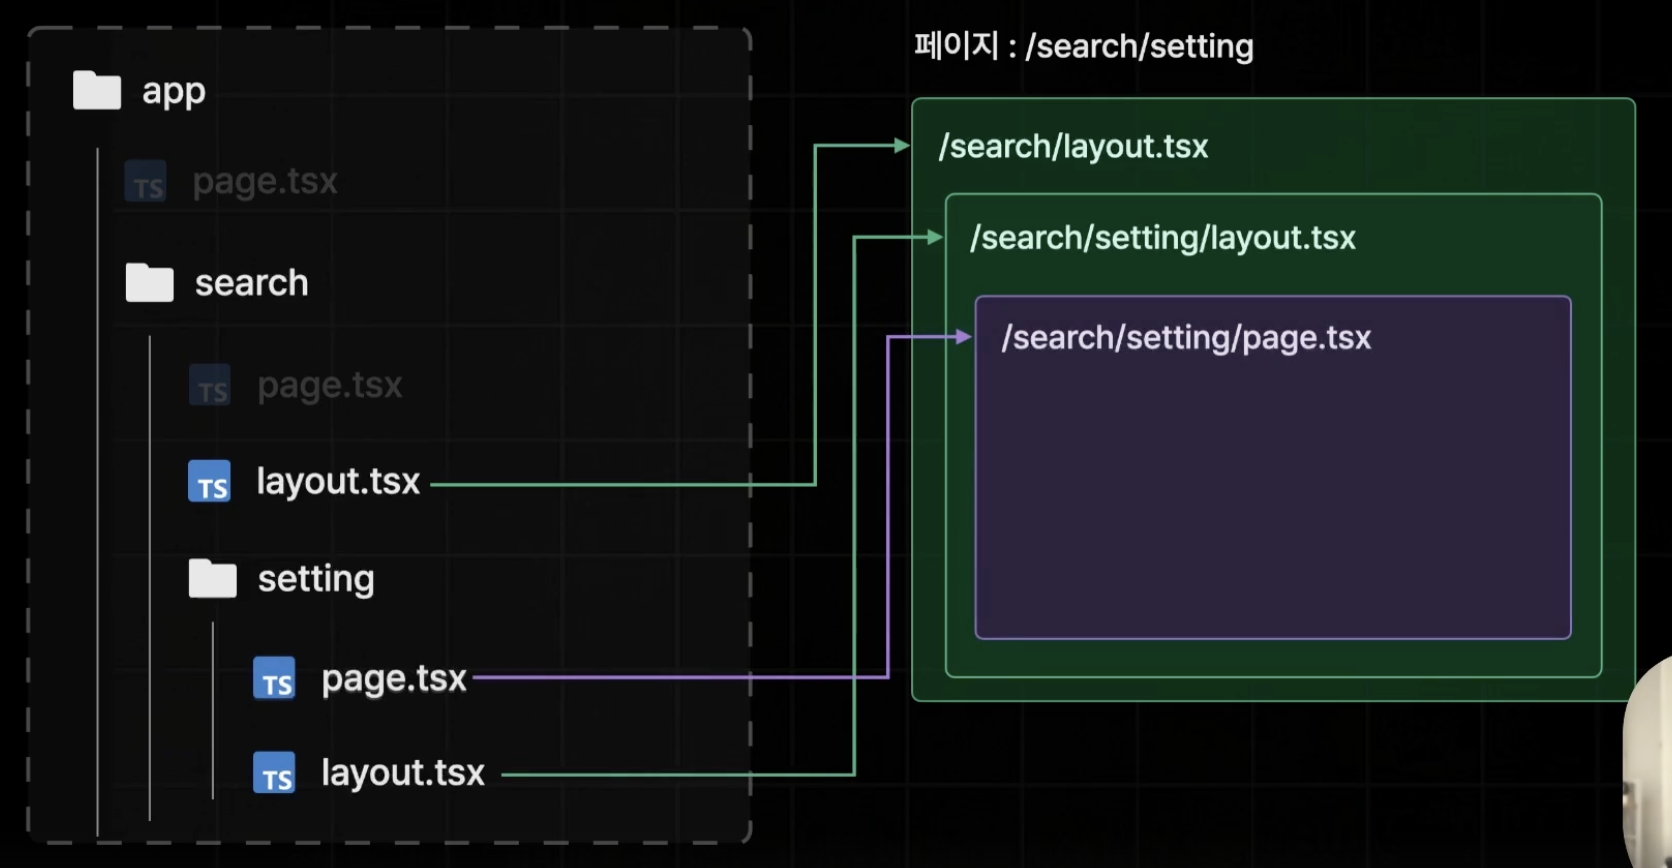 app
TS page.tsx
search
TS page.tsx
TS layout.tsx
setting
TS page.tsx
TS layout.tsx
페이지 : /search/setting
/search/layout.tsx
/search/setting/layout.tsx
/search/setting/page.tsx